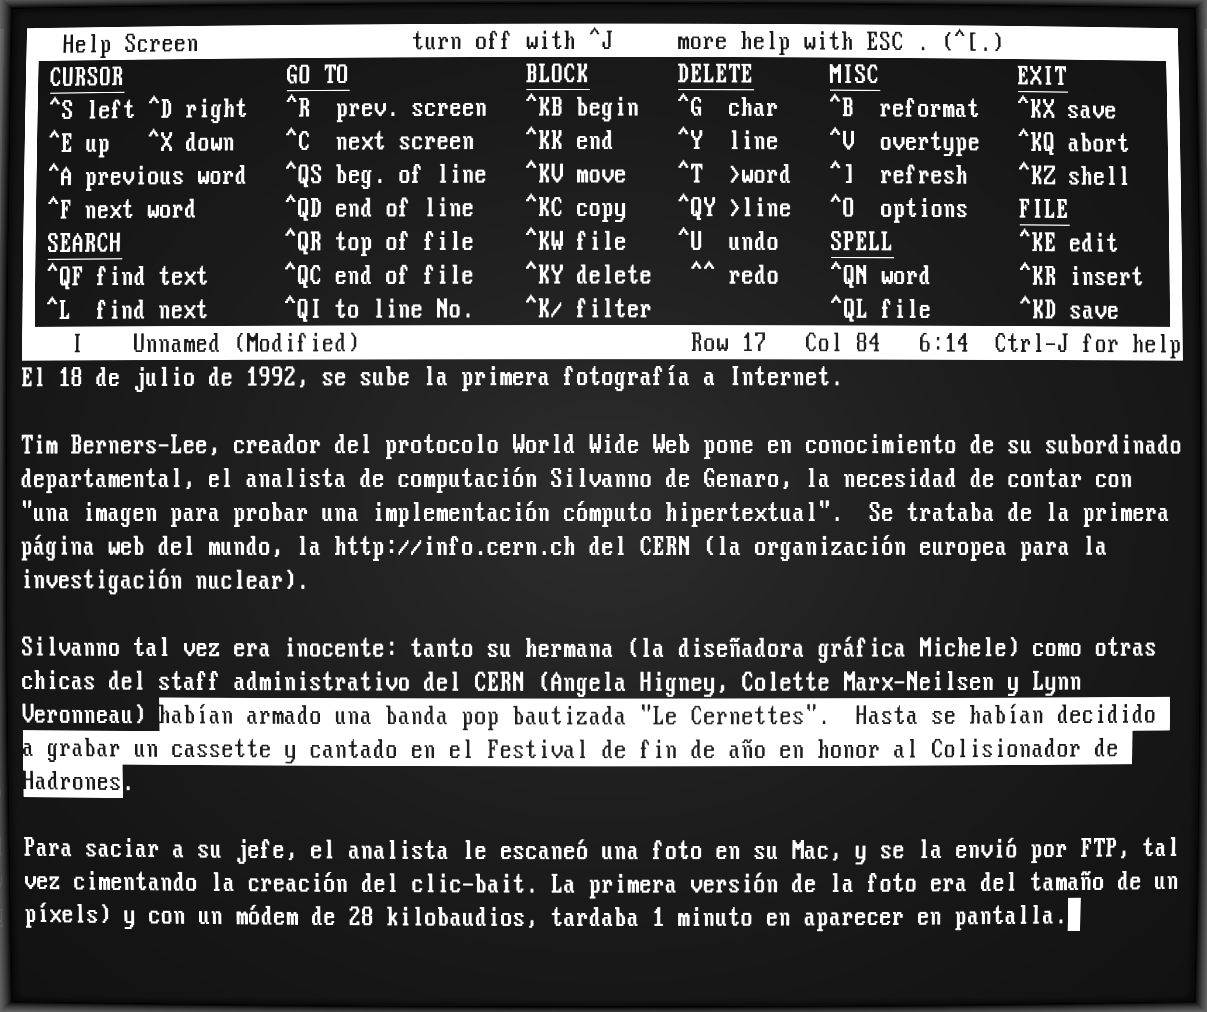 Help Screen turn off with ^J more help with ESC . (^[.)
CURSOR GO TO BLOCK DELETE MISC EXIT
^S left ^D right ^R prev. screen ^KB begin ^G char ^B reformat ^KX save
^E up ^X down ^C next screen ^KK end ^Y line ^V overtype ^KQ abort
^A previous word ^QS beg. of line ^KV move ^T >word ^] refresh ^KZ shell
^F next word ^QD end of line ^KC copy ^QY >line ^O options FILE
SEARCH ^QR top of file ^KW file ^U undo SPELL ^KE edit
^QF find text ^QC end of file ^KY delete ^^ redo ^QN word ^KR insert
^L find next ^QI to line No. ^K/ filter ^QL file ^KD save
I Unnamed (Modified) Row 17 Col 84 6:14 Ctrl-J for help
El 18 de julio de 1992, se sube la primera fotografía a Internet.
Tim Berners-Lee, creador del protocolo World Wide Web pone en conocimiento de su subordinado
departamental, el analista de computación Silvanno de Genaro, la necesidad de contar con
"una imagen para probar una implementación cómputo hipertextual". Se trataba de la primera
página web del mundo, la http://info.cern.ch del CERN (la organización europea para la
investigación nuclear).
Silvanno tal vez era inocente: tanto su hermana (la diseñadora gráfica Michele) como otras
chicas del staff administrativo del CERN (Angela Higney, Colette Marx-Neilsen y Lynn
Veronneau) habían armado una banda pop bautizada "Le Cernettes". Hasta se habían decidido
a grabar un cassette y cantado en el Festival de fin de año en honor al Colisionador de
Hadrones.
Para saciar a su jefe, el analista le escaneó una foto en su Mac, y se la envió por FTP, tal
vez cimentando la creación del clic-bait. La primera versión de la foto era del tamaño de un
píxels) y con un módem de 28 kilobaudios, tardaba 1 minuto en aparecer en pantalla.